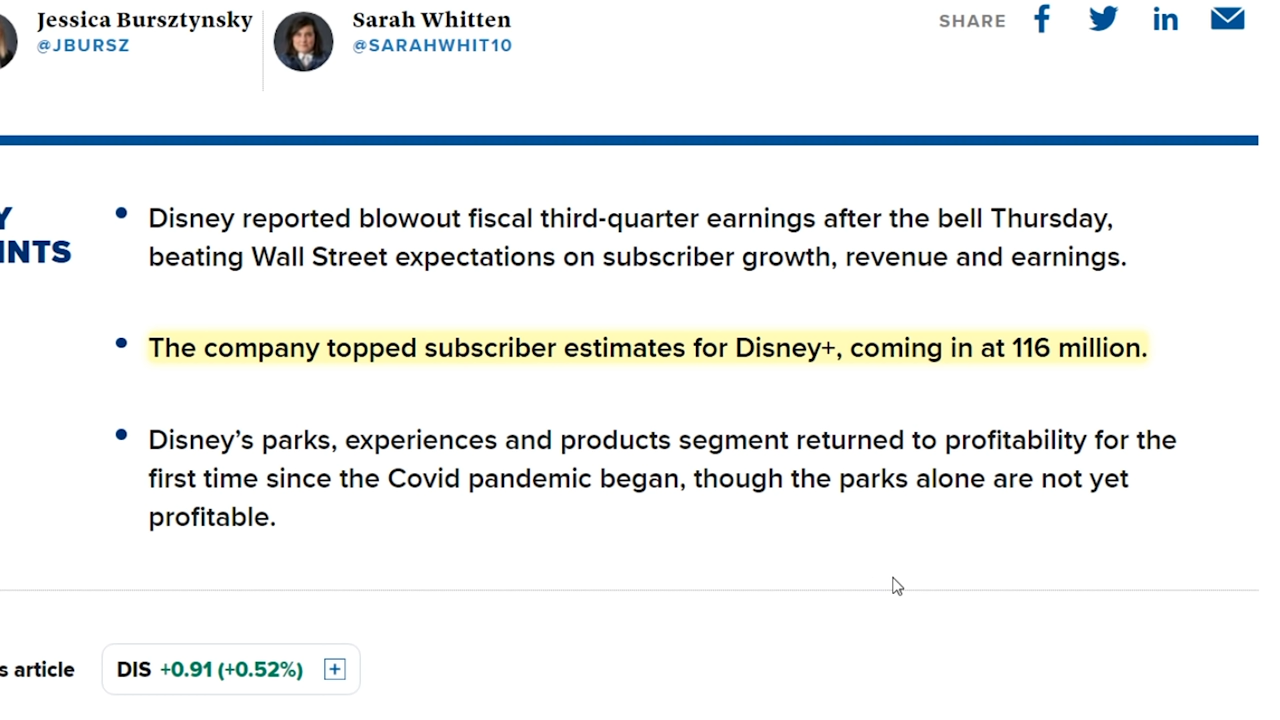 Jessica Bursztynsky
@JBURSZ
Sarah Whitten
@SARAHWHIT10
SHARE
Y
INTS
Disney reported blowout fiscal third-quarter earnings after the bell Thursday,
beating Wall Street expectations on subscriber growth, revenue and earnings.
The company topped subscriber estimates for Disney+, coming in at 116 million.
Disney’s parks, experiences and products segment returned to profitability for the
first time since the Covid pandemic began, though the parks alone are not yet
profitable.
s article
DIS +0.91 (+0.52%)